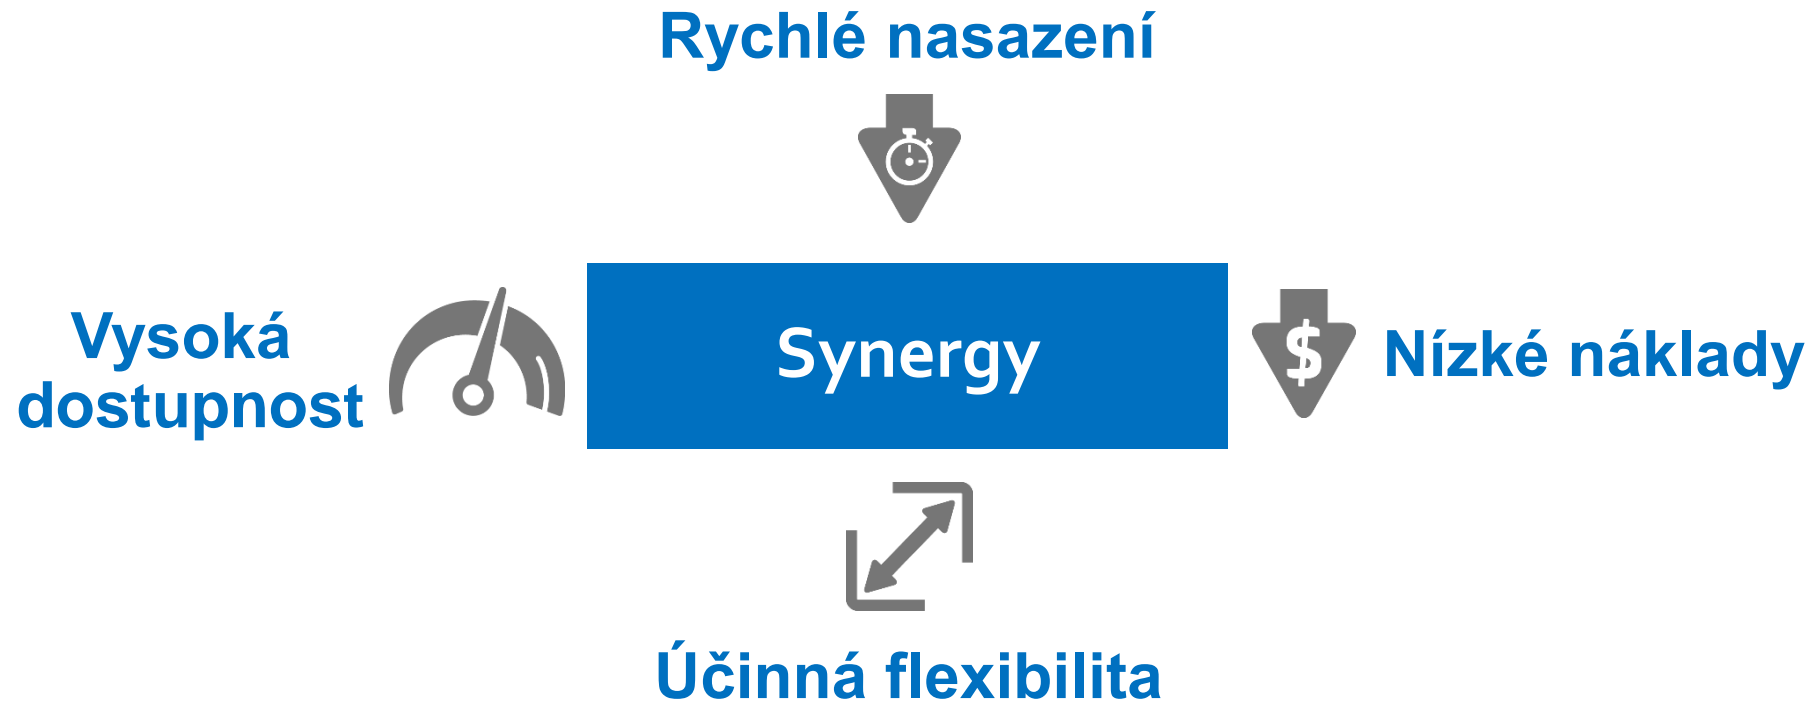 Rychlé nasazení
Vysoká
dostupnost
Synergy
$
Nízké náklady
Účinná flexibilita